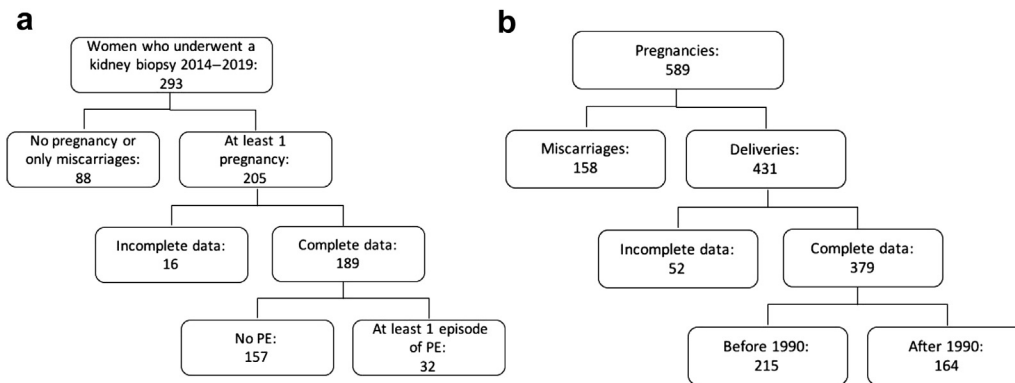 a
Women who underwent a
kidney biopsy 2014–2019:
293
No pregnancy or
only miscarriages:
88
At least 1
pregnancy:
205
Incomplete data:
16
Complete data:
189
No PE:
157
At least 1 episode
of PE:
32
b
Pregnancies:
589
Miscarriages:
158
Deliveries:
431
Incomplete data:
52
Complete data:
379
Before 1990:
215
After 1990:
164